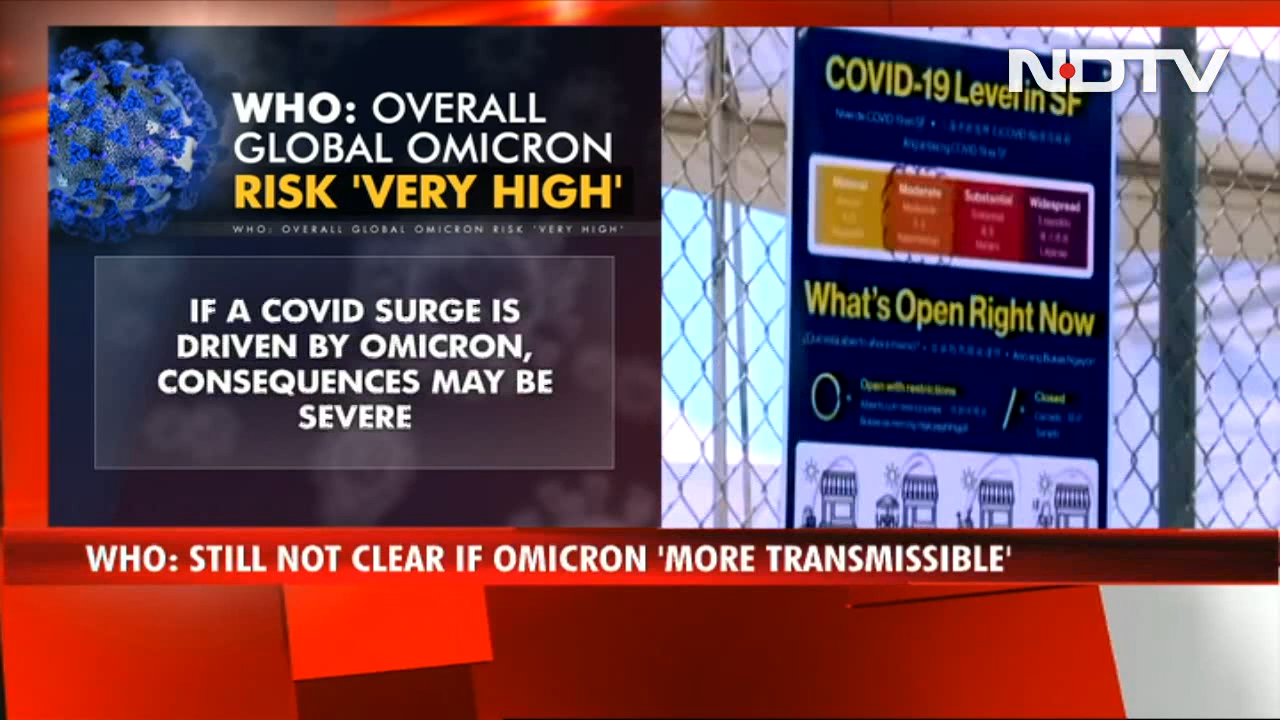 NDTV
WHO: OVERALL
GLOBAL OMICRON
RISK 'VERY HIGH'
WHO: OVERALL GLOBAL OMICRON RISK 'VERY HIGH'
IF A COVID SURGE IS
DRIVEN BY OMICRON,
CONSEQUENCES MAY BE
SEVERE
COVID-19 Level in SF
Minimal
Moderate
Substantial
Widespread
What's Open Right Now
Open with restrictions
Closed
WHO: STILL NOT CLEAR IF OMICRON 'MORE TRANSMISSIBLE'